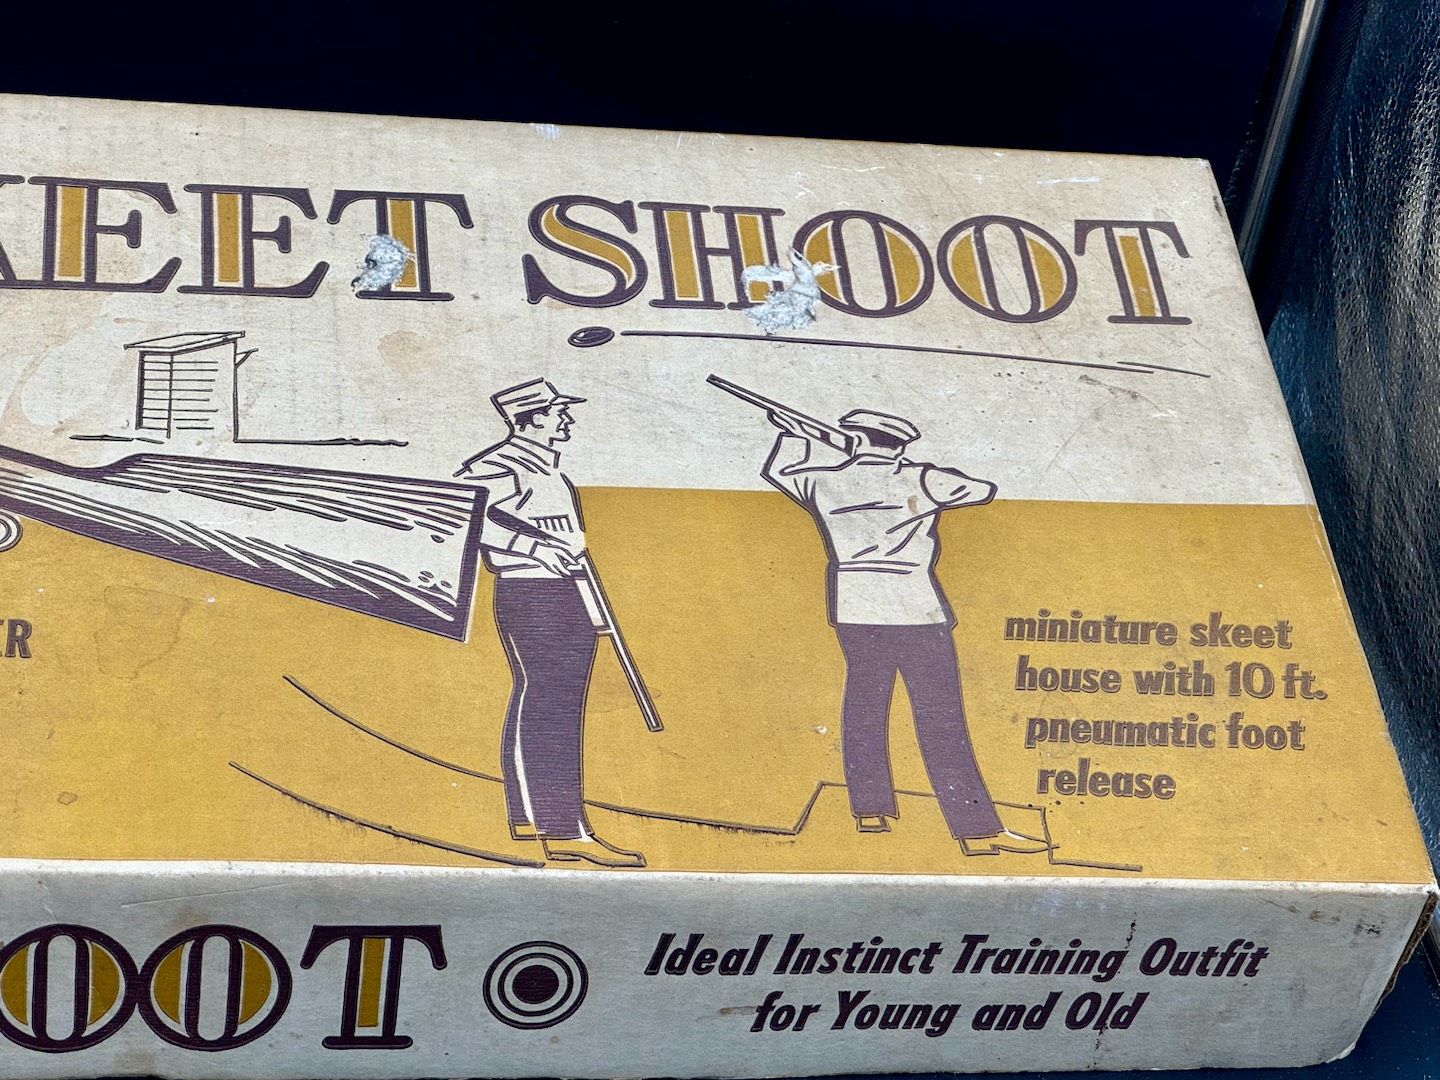 KEET SHOOT
ER
miniature skeet
house with 10 ft.
pneumatic foot
release
OOT
Ideal Instinct Training Outfit
for Young and Old